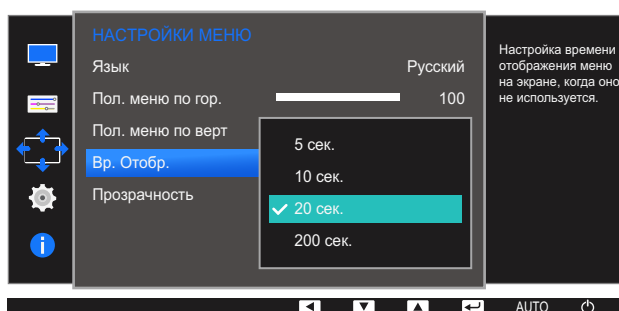 НАСТРОЙКИ МЕНЮ
Язык Русский
Пол. меню по гор. 100
Пол. меню по верт
Вр. Отобр.
Прозрачность
5 сек.
10 сек.
20 сек.
200 сек.
Настройка времени
отображения меню
на экране, когда оно
не используется.
AUTO